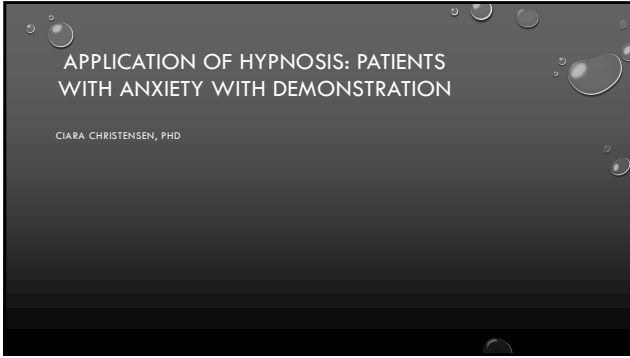 APPLICATION OF HYPNOSIS: PATIENTS
WITH ANXIETY WITH DEMONSTRATION
CIARA CHRISTENSEN, PHD